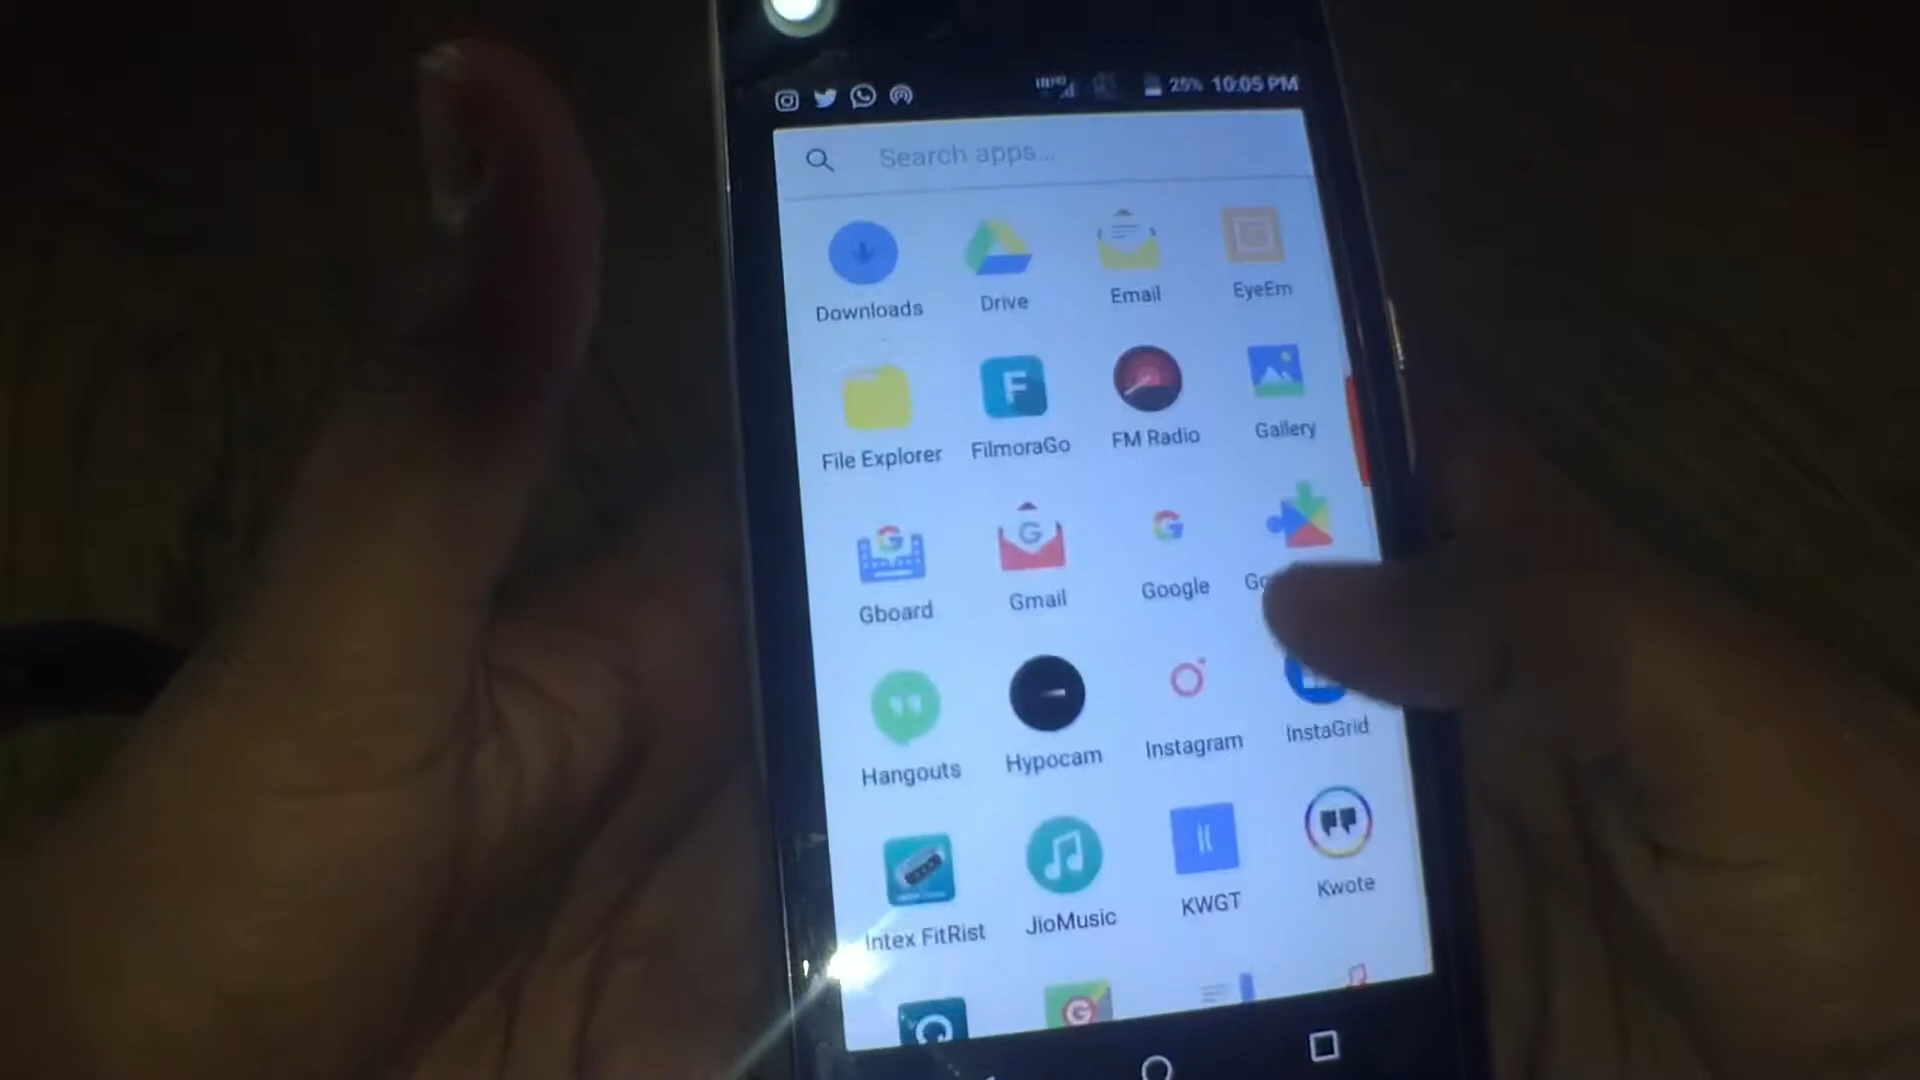 25% 10:05 PM
Search apps...
Downloads Drive Email EyeEm
File Explorer FilmoraGo FM Radio Gallery
Gboard Gmail Google
Hangouts Hypocam Instagram InstaGrid
Intex FitRist JioMusic KWGT Kwote